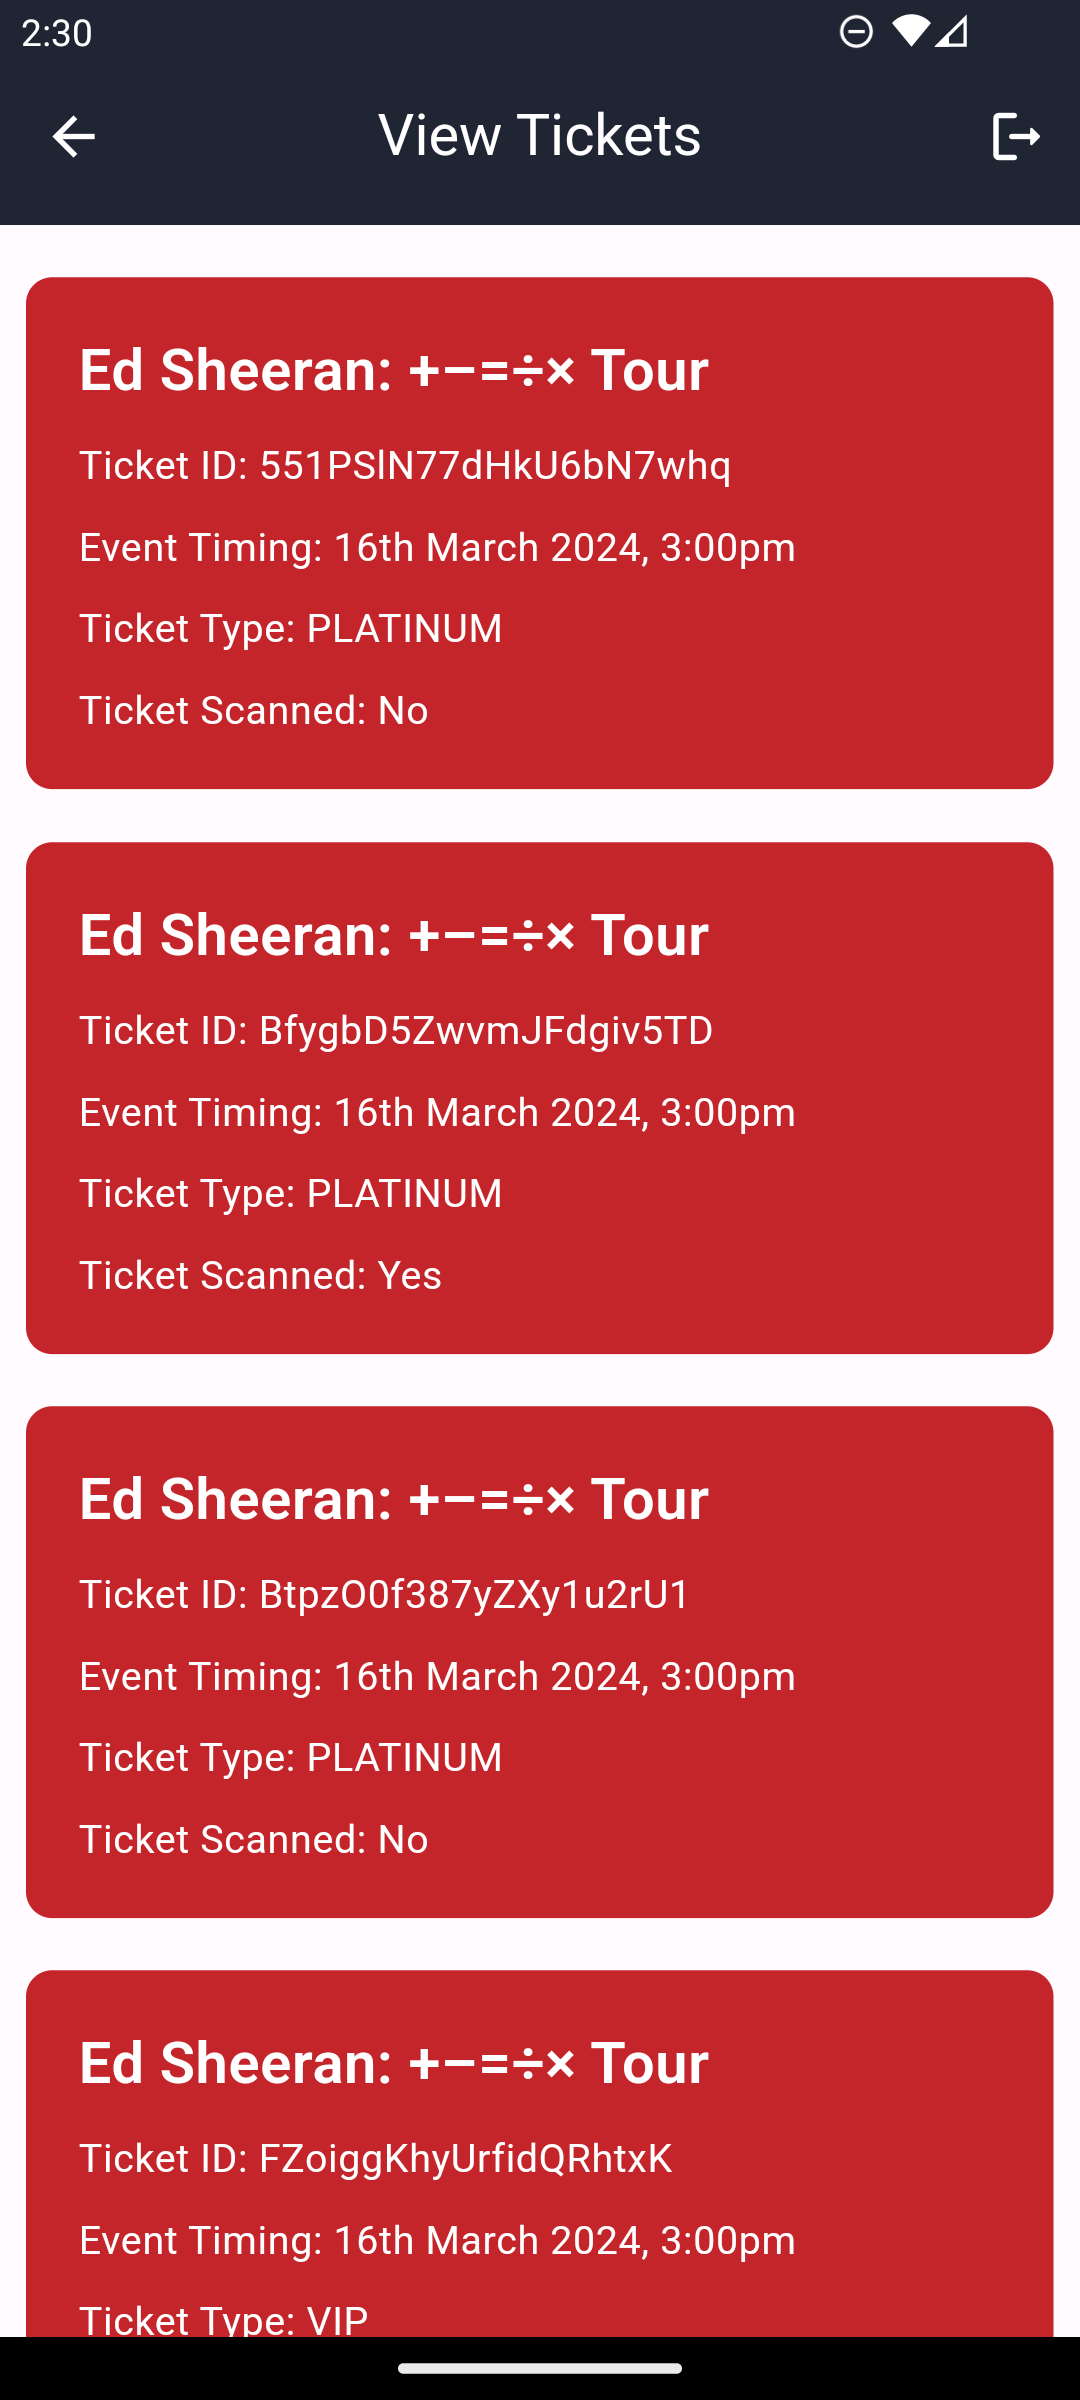 2:30
View Tickets
Ed Sheeran: +−=÷× Tour
Ticket ID: 551PSlN77dHkU6bN7whq
Event Timing: 16th March 2024, 3:00pm
Ticket Type: PLATINUM
Ticket Scanned: No
Ed Sheeran: +−=÷× Tour
Ticket ID: BfygbD5ZwvmJFdgiv5TD
Event Timing: 16th March 2024, 3:00pm
Ticket Type: PLATINUM
Ticket Scanned: Yes
Ed Sheeran: +−=÷× Tour
Ticket ID: BtpzO0f387yZXy1u2rU1
Event Timing: 16th March 2024, 3:00pm
Ticket Type: PLATINUM
Ticket Scanned: No
Ed Sheeran: +−=÷× Tour
Ticket ID: FZoiggKhyUrfidQRhtxK
Event Timing: 16th March 2024, 3:00pm
Ticket Type: VIP